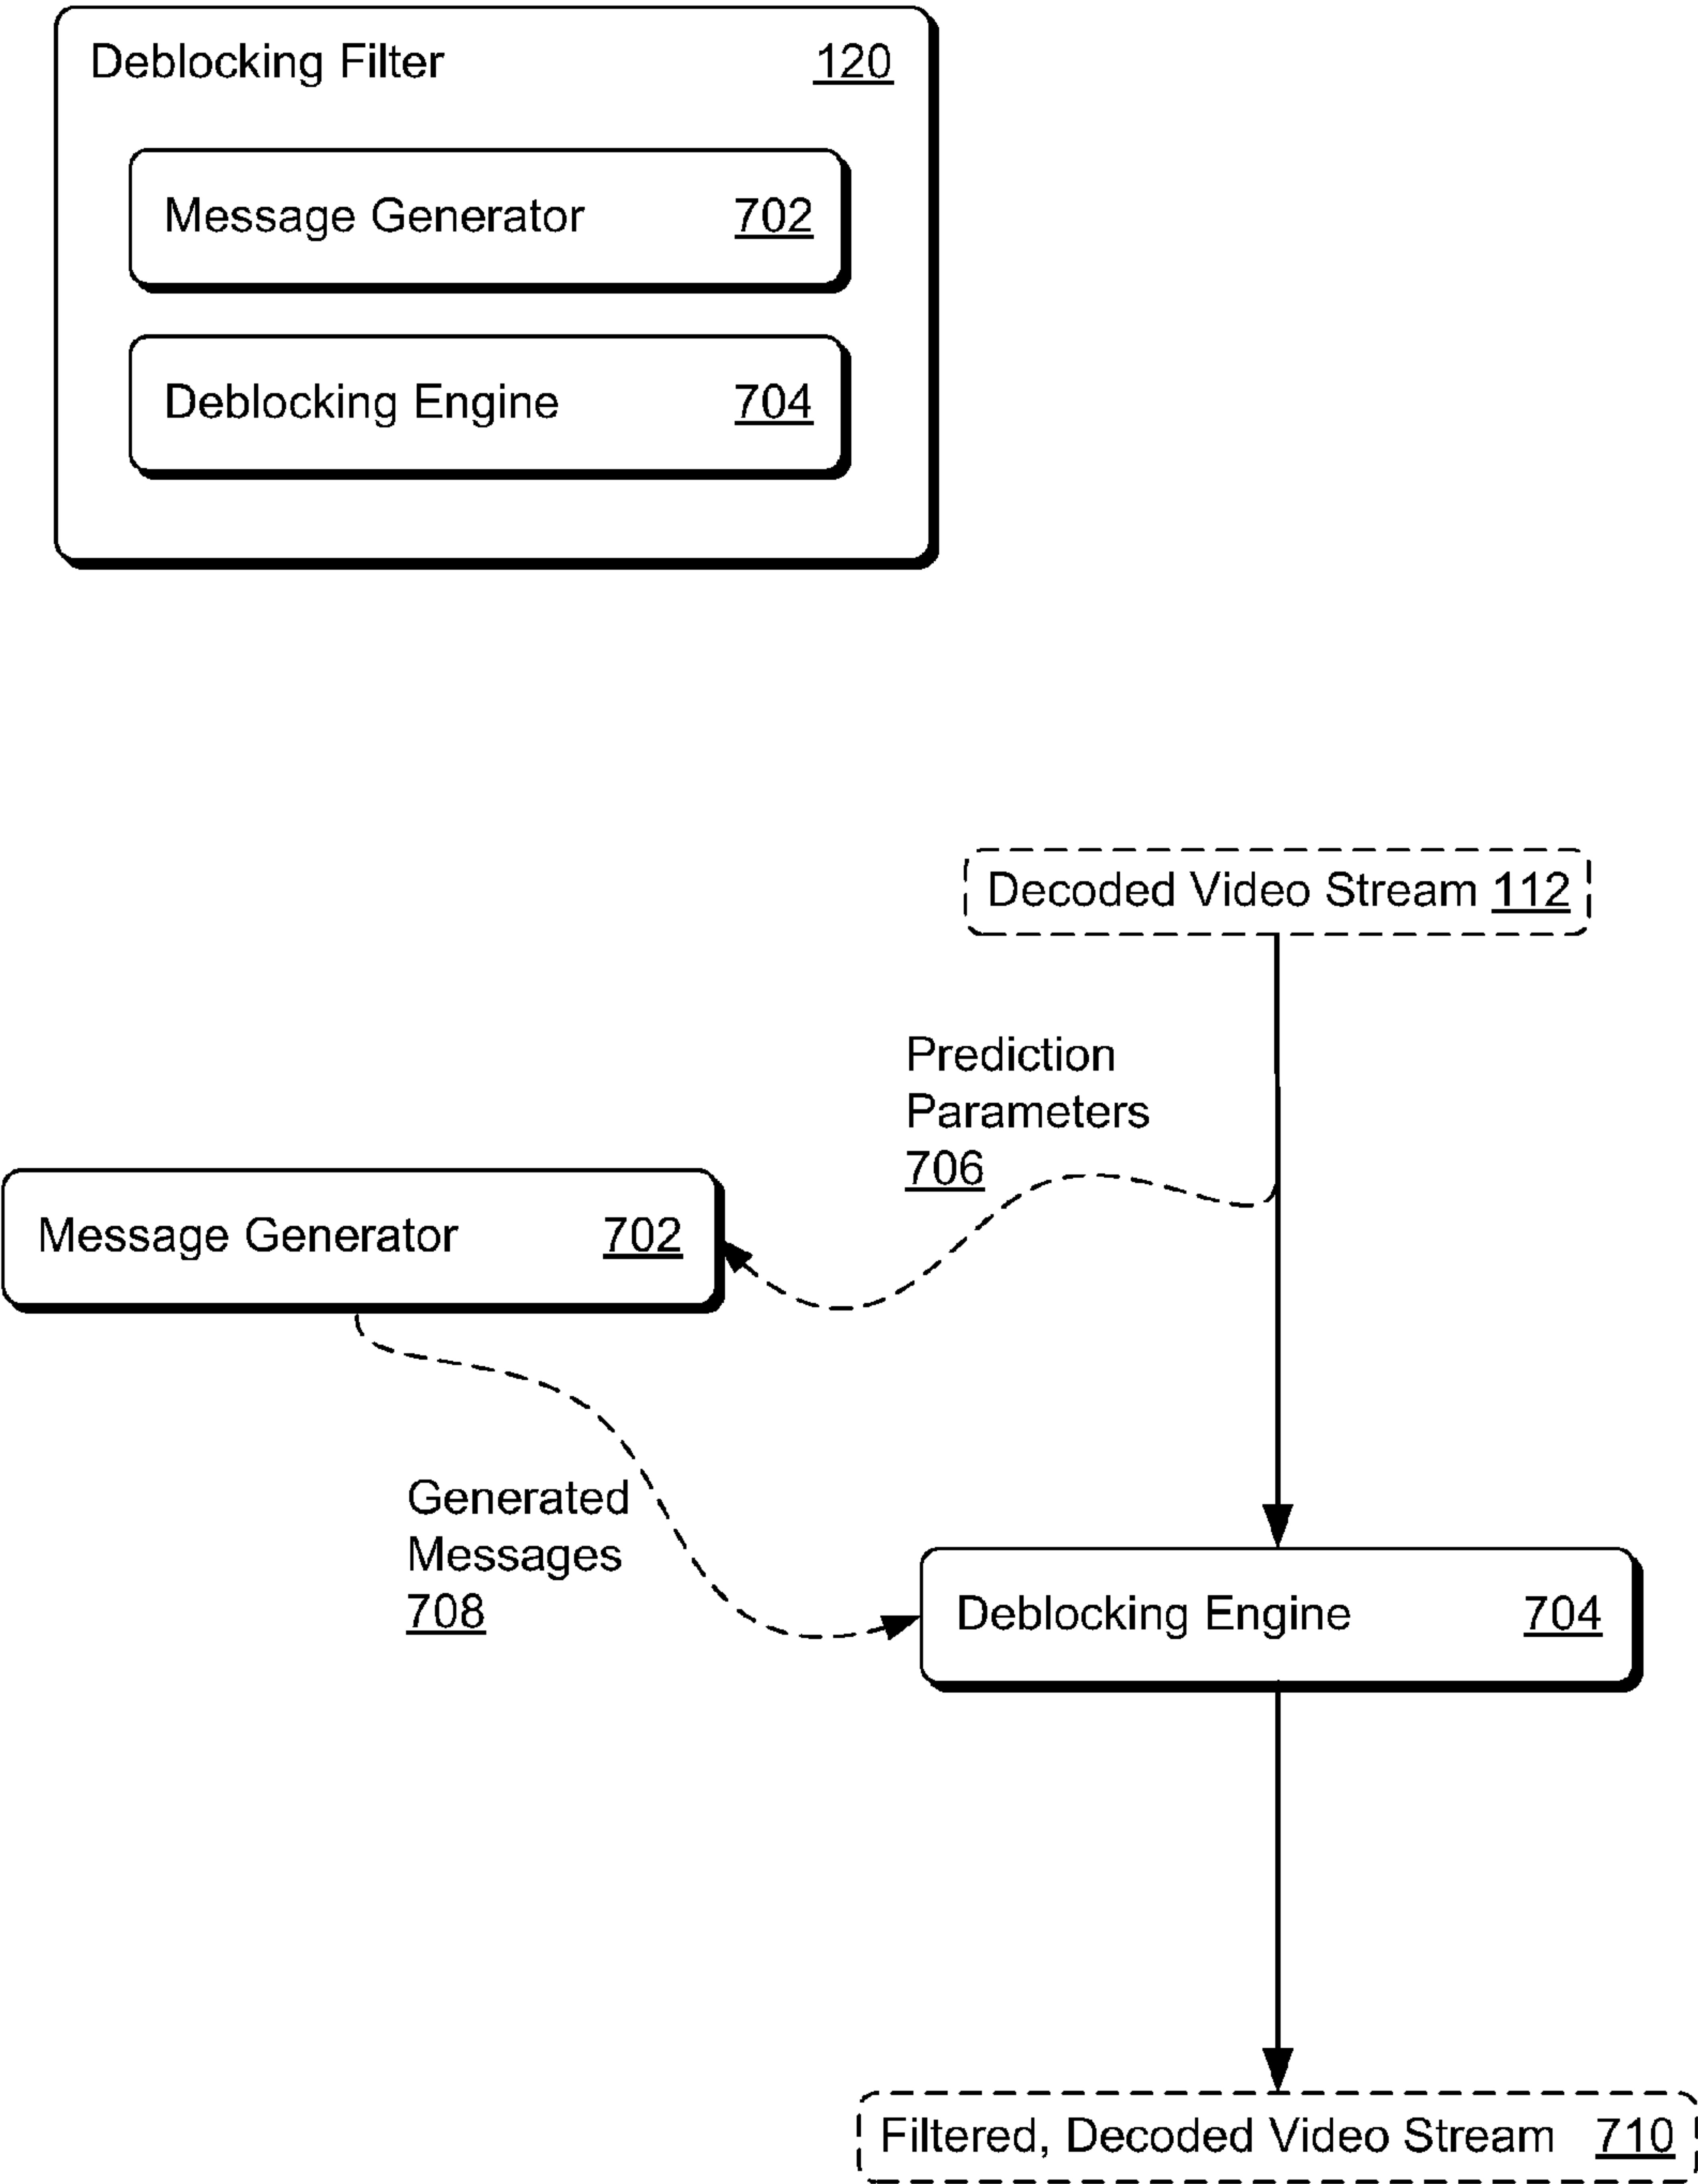 Deblocking Filter 120
Message Generator 702
Deblocking Engine 704
Decoded Video Stream 112
Prediction
Parameters
706
Message Generator 702
Generated
Messages
708
Deblocking Engine 704
Filtered, Decoded Video Stream 710